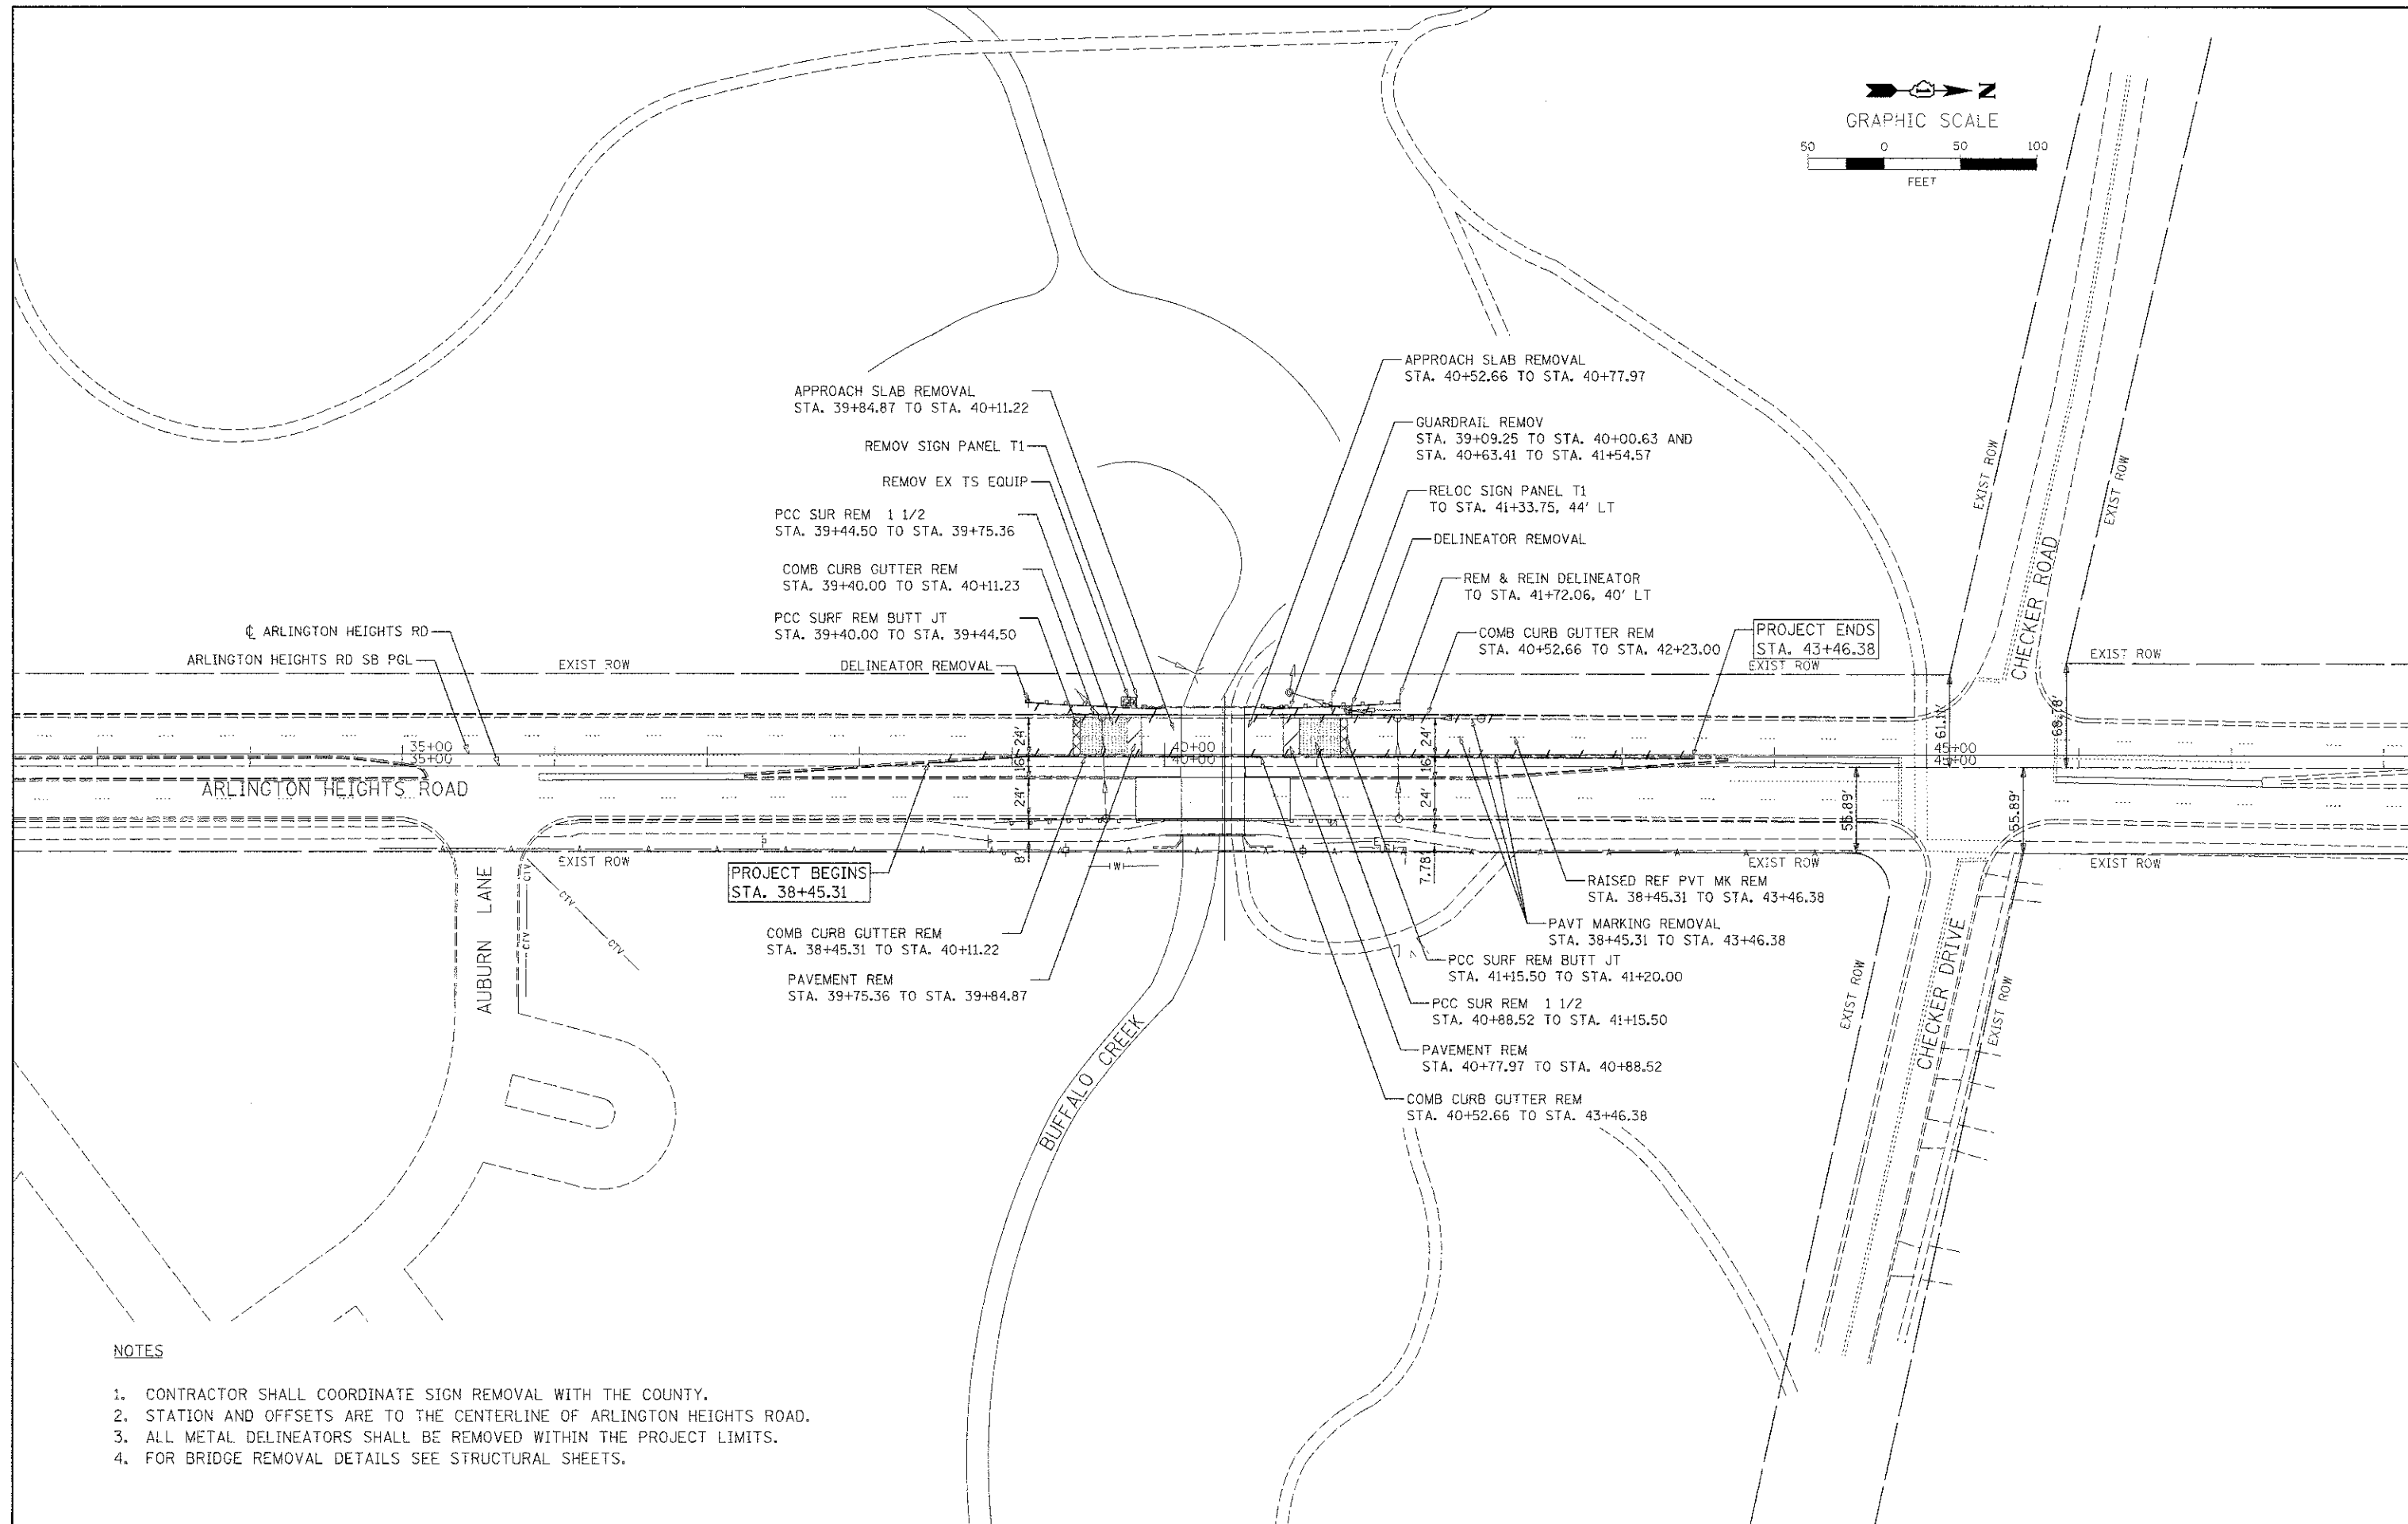 N
GRAPHIC SCALE
50 0 50 100
FEET
APPROACH SLAB REMOVAL
STA. 39+84.87 TO STA. 40+11.22
REMOV SIGN PANEL T1
REMOV EX TS EQUIP
PCC SUR REM 1 1/2
STA. 39+44.50 TO STA. 39+75.36
COMB CURB GUTTER REM
STA. 39+40.00 TO STA. 40+11.23
PCC SURF REM BUTT JT
STA. 39+40.00 TO STA. 39+44.50
DELINEATOR REMOVAL
℄ ARLINGTON HEIGHTS RD
ARLINGTON HEIGHTS RD SB PGL
EXIST ROW
APPROACH SLAB REMOVAL
STA. 40+52.66 TO STA. 40+77.97
GUARDRAIL REMOV
STA. 39+09.25 TO STA. 40+00.63 AND
STA. 40+63.41 TO STA. 41+54.57
RELOC SIGN PANEL T1
TO STA. 41+33.75, 44' LT
DELINEATOR REMOVAL
REM & REIN DELINEATOR
TO STA. 41+72.06, 40' LT
COMB CURB GUTTER REM
STA. 40+52.66 TO STA. 42+23.00
PROJECT ENDS
STA. 43+46.38
EXIST ROW
EXIST ROW
EXIST ROW
CHECKER ROAD
EXIST ROW
61.11'
68.78'
35+00
35+00
40+00
40+00
45+00
45+00
24'
16'
24'
8'
24'
16'
24'
7.78'
55.89'
55.89'
ARLINGTON HEIGHTS ROAD
EXIST ROW
EXIST ROW
EXIST ROW
W
CTV
CTV
CTV
CTV
AUBURN LANE
PROJECT BEGINS
STA. 38+45.31
COMB CURB GUTTER REM
STA. 38+45.31 TO STA. 40+11.22
PAVEMENT REM
STA. 39+75.36 TO STA. 39+84.87
RAISED REF PVT MK REM
STA. 38+45.31 TO STA. 43+46.38
PAVT MARKING REMOVAL
STA. 38+45.31 TO STA. 43+46.38
PCC SURF REM BUTT JT
STA. 41+15.50 TO STA. 41+20.00
PCC SUR REM 1 1/2
STA. 40+88.52 TO STA. 41+15.50
PAVEMENT REM
STA. 40+77.97 TO STA. 40+88.52
COMB CURB GUTTER REM
STA. 40+52.66 TO STA. 43+46.38
BUFFALO CREEK
EXIST ROW
CHECKER DRIVE
EXIST ROW
NOTES
1. CONTRACTOR SHALL COORDINATE SIGN REMOVAL WITH THE COUNTY.
2. STATION AND OFFSETS ARE TO THE CENTERLINE OF ARLINGTON HEIGHTS ROAD.
3. ALL METAL DELINEATORS SHALL BE REMOVED WITHIN THE PROJECT LIMITS.
4. FOR BRIDGE REMOVAL DETAILS SEE STRUCTURAL SHEETS.